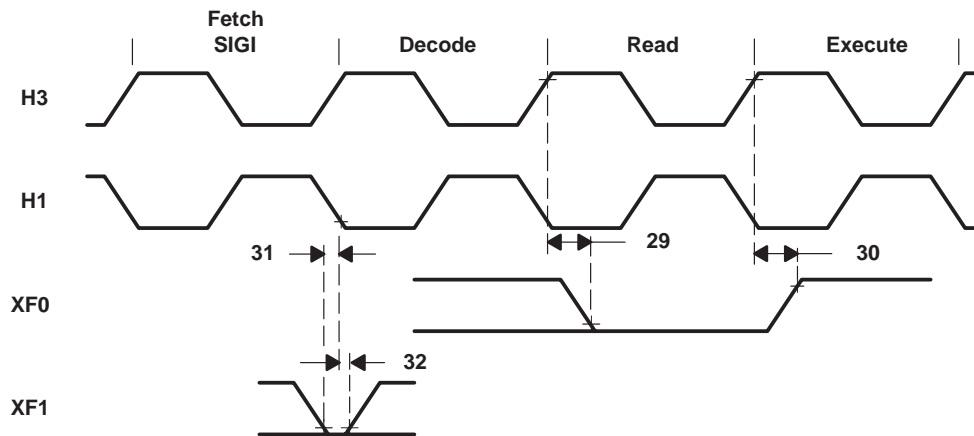 Fetch
SIGI
Decode
Read
Execute
H3
H1
31
29
30
XF0
32
XF1